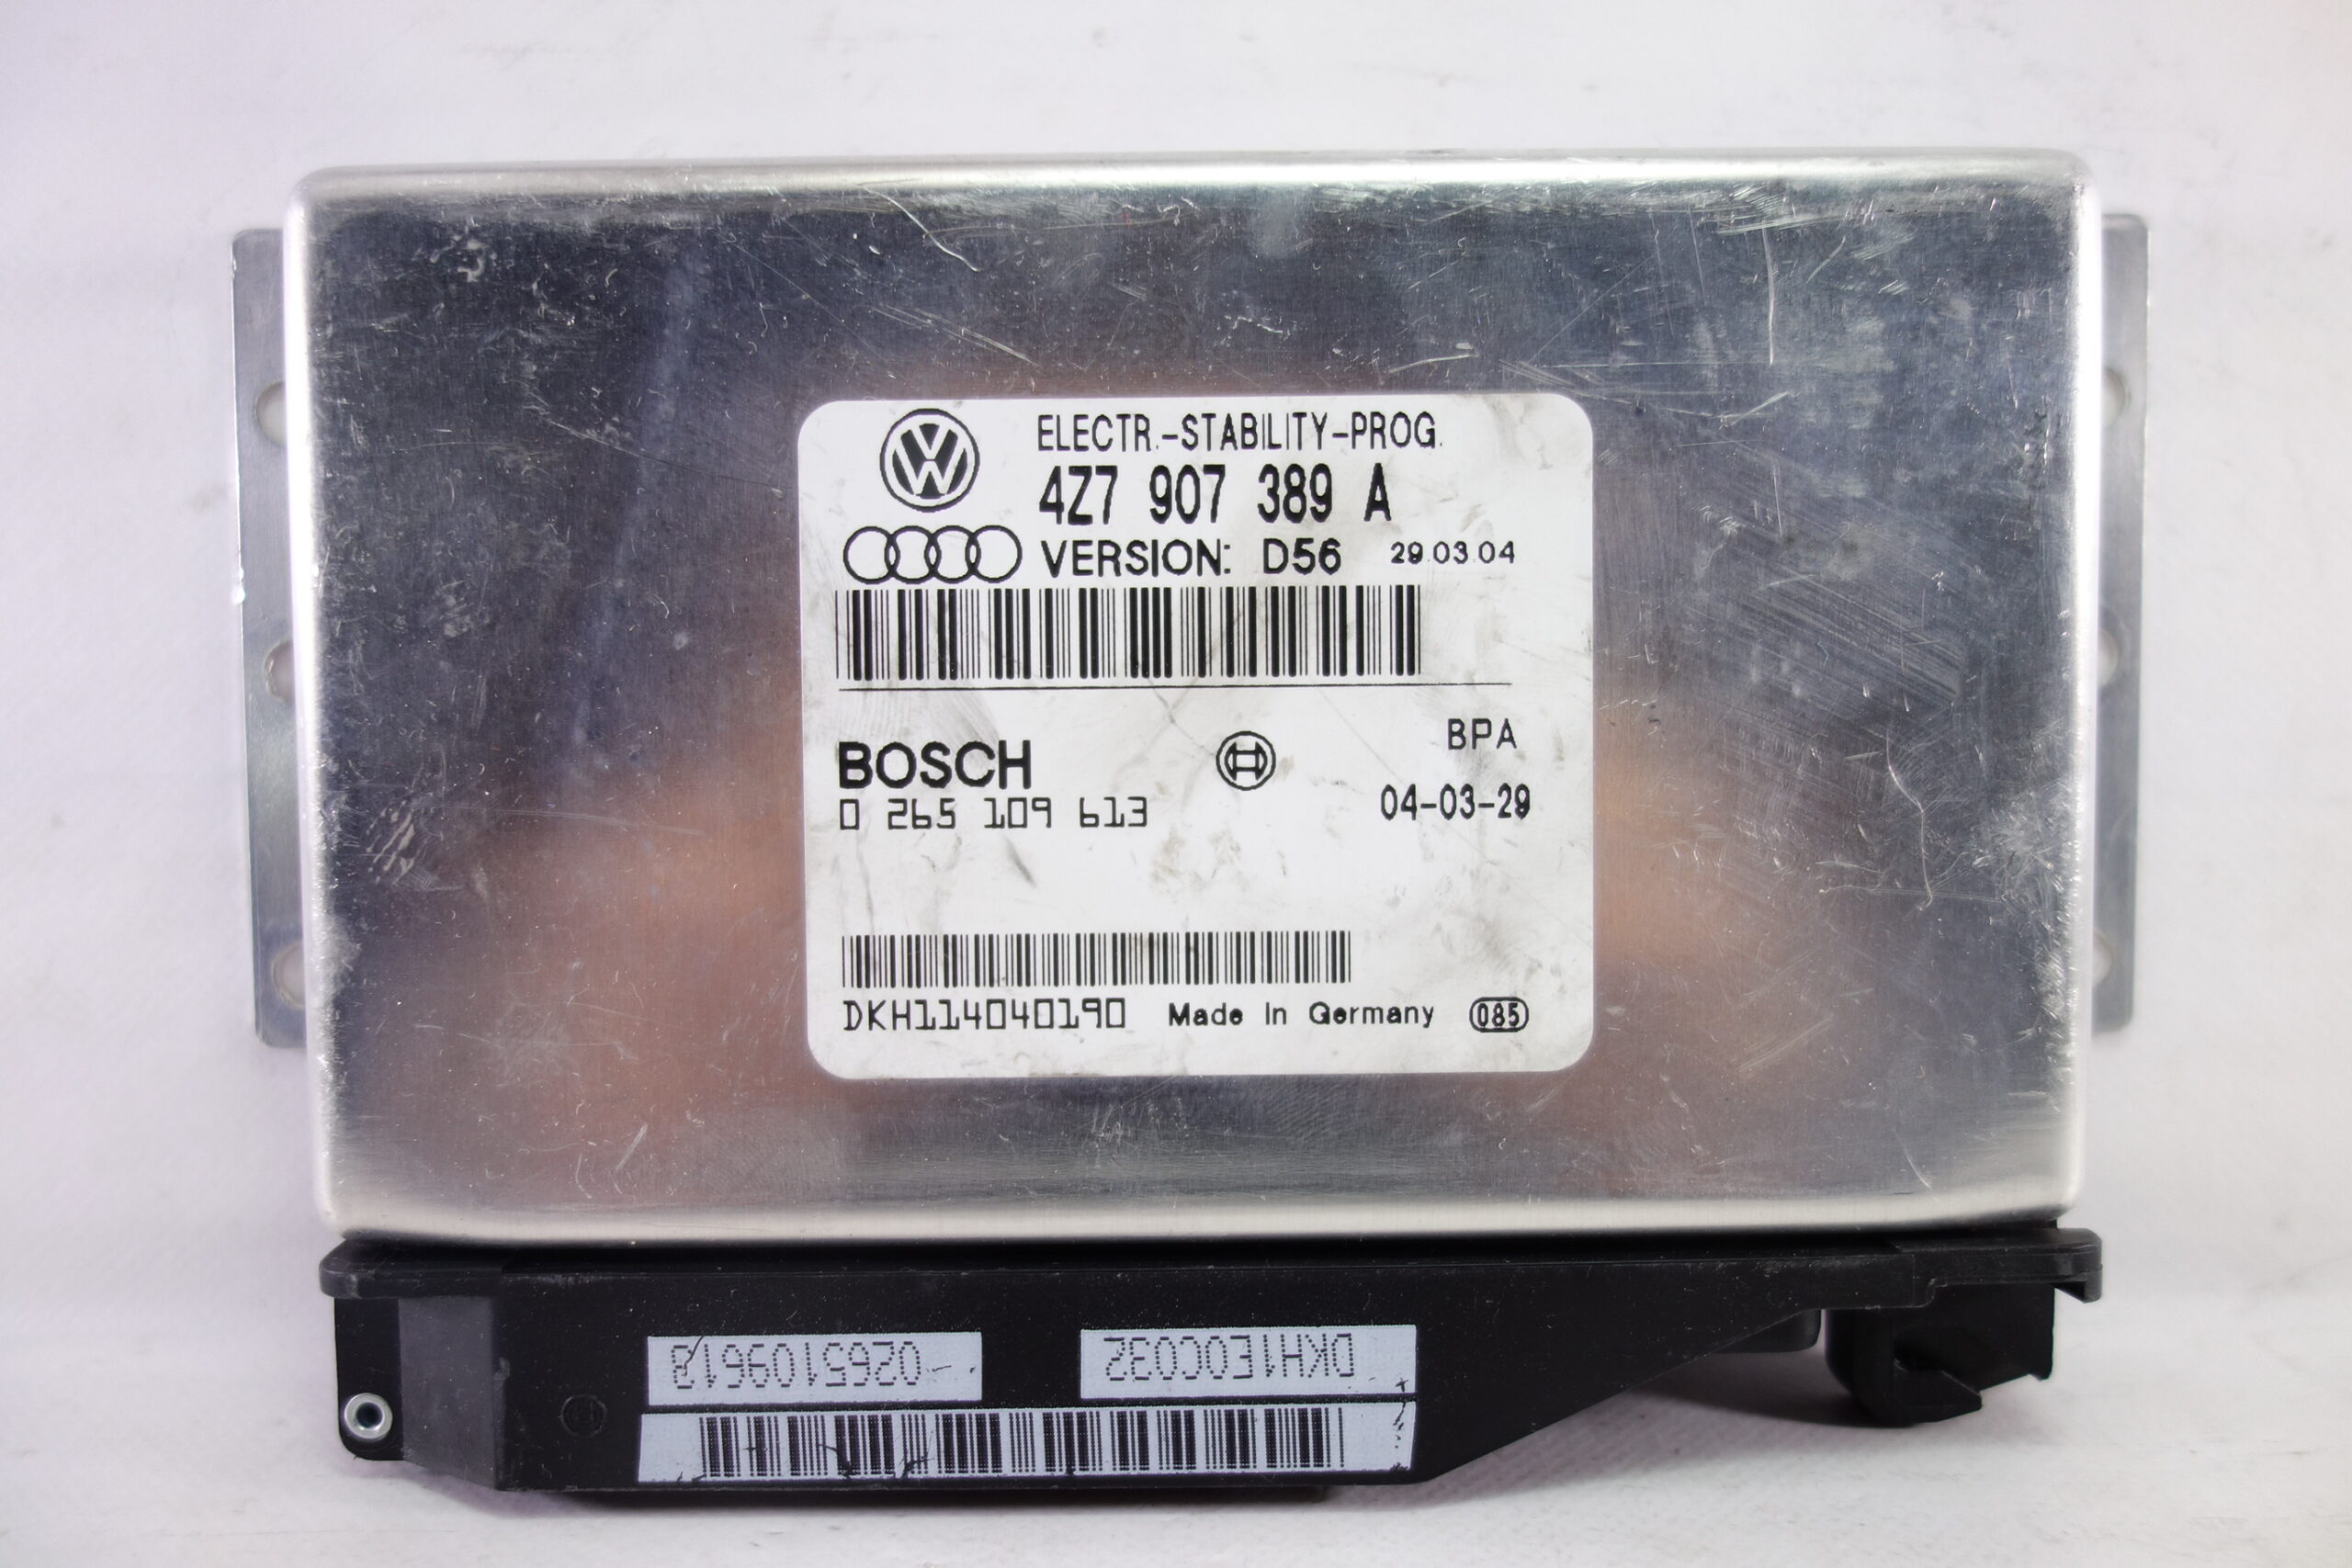 ELECTR.-STABILITY-PROG.
4Z7 907 389 A
VERSION: D56 29.03.04
BPA
BOSCH
0 265 109 613 04-03-29
DKH114040190 Made in Germany 085
0265109613 DKH1E0C032